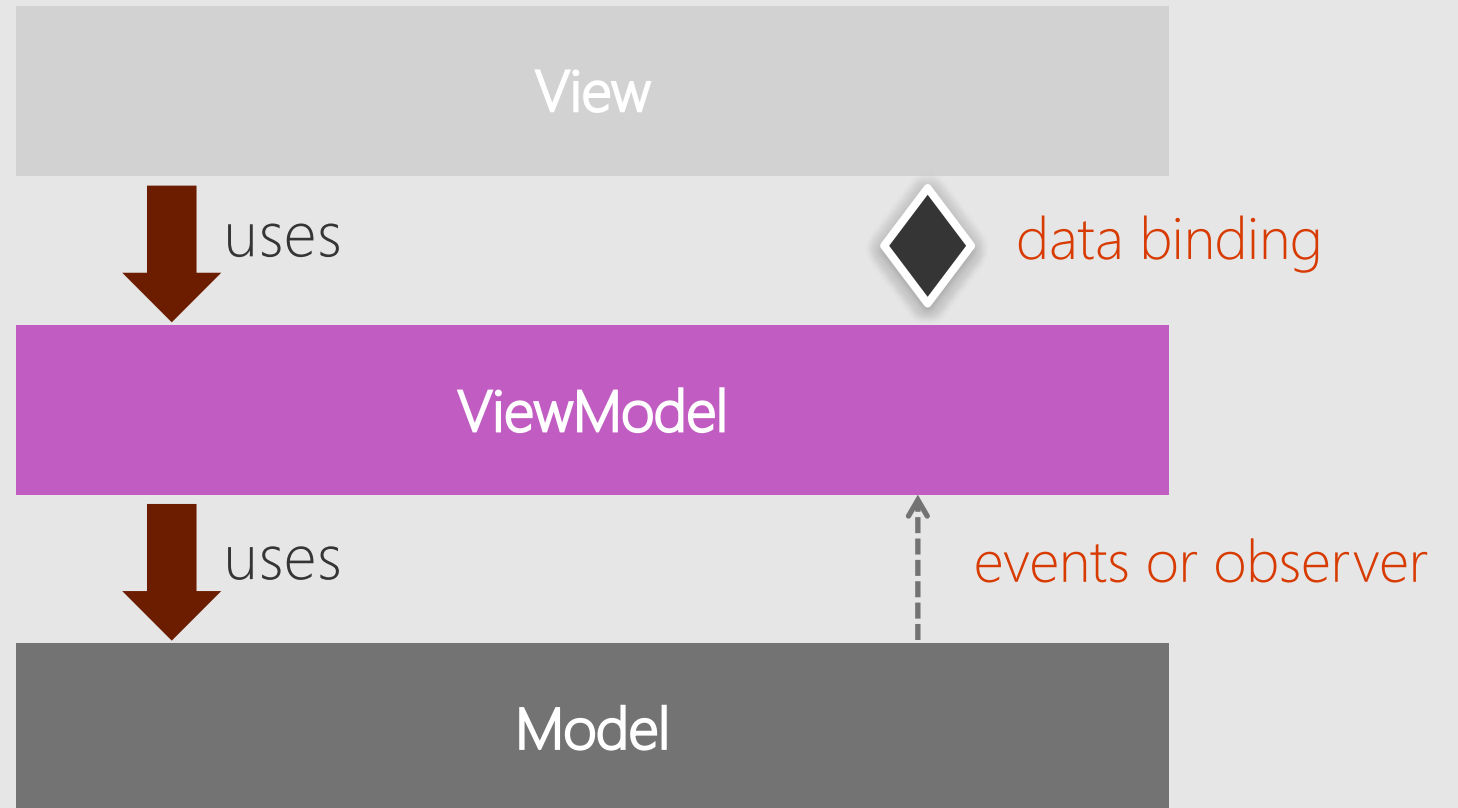 View
uses
data binding
ViewModel
uses
events or observer
Model